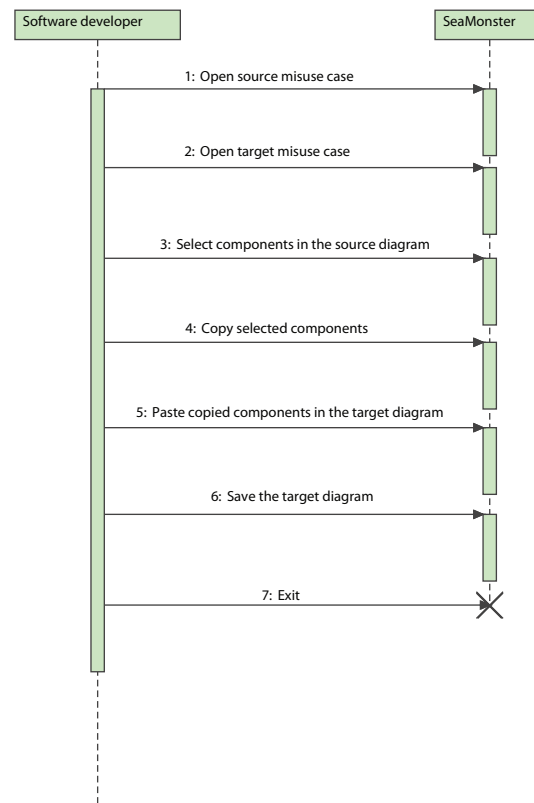 Software developer
SeaMonster
1: Open source misuse case
2: Open target misuse case
3: Select components in the source diagram
4: Copy selected components
5: Paste copied components in the target diagram
6: Save the target diagram
7: Exit